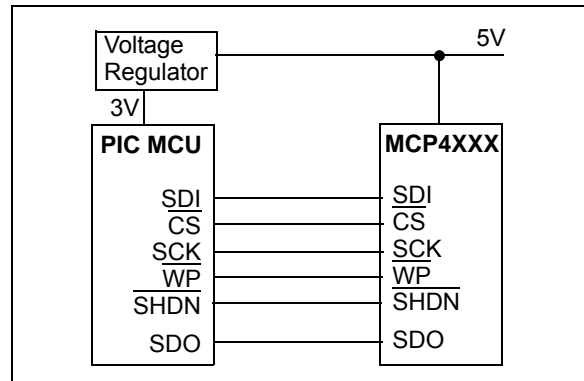 Voltage
Regulator
5V
3V
PIC MCU
MCP4XXX
SDI
SDI
CS
CS
SCK
SCK
WP
WP
SHDN
SHDN
SDO
SDO